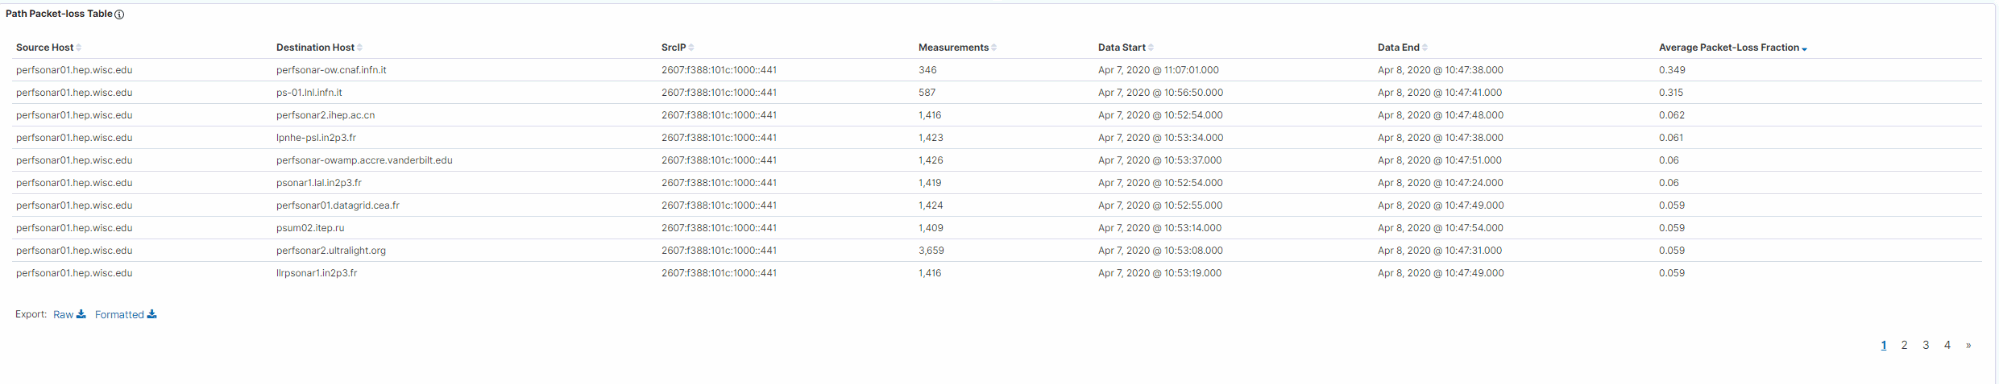 Path Packet-loss Table
Source Host Destination Host SrcIP Measurements Data Start Data End Average Packet-Loss Fraction
perfsonar01.hep.wisc.edu perfsonar-ow.cnaf.infn.it 2607:f388:101c:1000::441 346 Apr 7, 2020 @ 11:07:01.000 Apr 8, 2020 @ 10:47:38.000 0.349
perfsonar01.hep.wisc.edu ps-01.lnl.infn.it 2607:f388:101c:1000::441 587 Apr 7, 2020 @ 10:56:50.000 Apr 8, 2020 @ 10:47:41.000 0.315
perfsonar01.hep.wisc.edu perfsonar2.ihep.ac.cn 2607:f388:101c:1000::441 1,416 Apr 7, 2020 @ 10:52:54.000 Apr 8, 2020 @ 10:47:48.000 0.062
perfsonar01.hep.wisc.edu lpnhe-psl.in2p3.fr 2607:f388:101c:1000::441 1,423 Apr 7, 2020 @ 10:53:34.000 Apr 8, 2020 @ 10:47:38.000 0.061
perfsonar01.hep.wisc.edu perfsonar-owamp.accre.vanderbilt.edu 2607:f388:101c:1000::441 1,426 Apr 7, 2020 @ 10:53:37.000 Apr 8, 2020 @ 10:47:51.000 0.06
perfsonar01.hep.wisc.edu psonar1.lal.in2p3.fr 2607:f388:101c:1000::441 1,419 Apr 7, 2020 @ 10:52:54.000 Apr 8, 2020 @ 10:47:24.000 0.06
perfsonar01.hep.wisc.edu perfsonar01.datagrid.cea.fr 2607:f388:101c:1000::441 1,424 Apr 7, 2020 @ 10:52:55.000 Apr 8, 2020 @ 10:47:49.000 0.059
perfsonar01.hep.wisc.edu psum02.itep.ru 2607:f388:101c:1000::441 1,409 Apr 7, 2020 @ 10:53:14.000 Apr 8, 2020 @ 10:47:54.000 0.059
perfsonar01.hep.wisc.edu perfsonar2.ultralight.org 2607:f388:101c:1000::441 3,659 Apr 7, 2020 @ 10:53:08.000 Apr 8, 2020 @ 10:47:31.000 0.059
perfsonar01.hep.wisc.edu llrpsonar1.in2p3.fr 2607:f388:101c:1000::441 1,416 Apr 7, 2020 @ 10:53:19.000 Apr 8, 2020 @ 10:47:49.000 0.059
Export: Raw Formatted
1 2 3 4 »